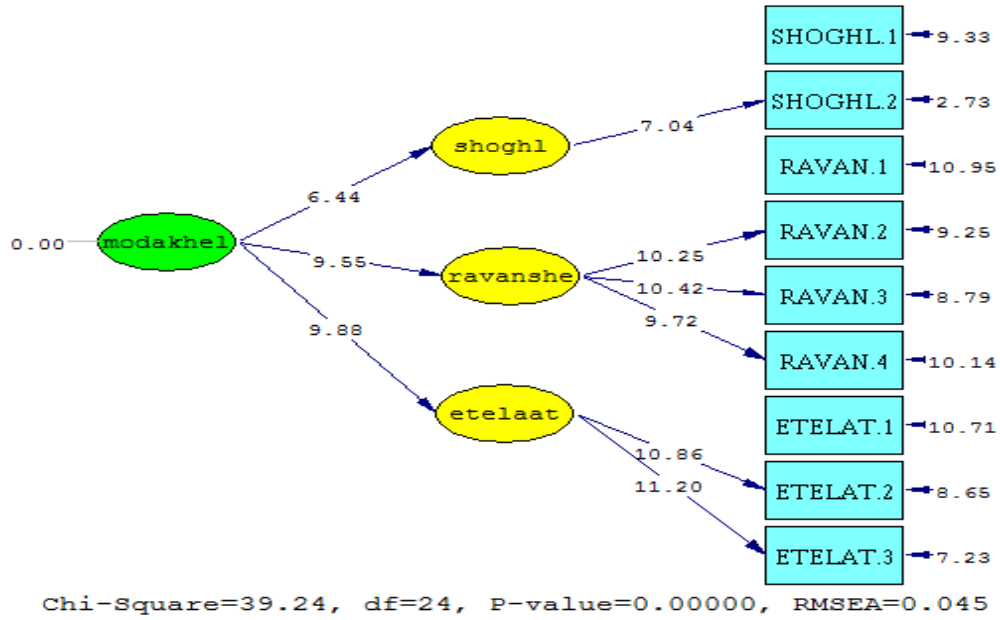 SHOGHL.1
9.33
SHOGHL.2
2.73
7.04
shoghl
RAVAN.1
10.95
6.44
RAVAN.2
9.25
0.00
modakhel
10.25
9.55
ravanshe
10.42
RAVAN.3
8.79
9.72
9.88
RAVAN.4
10.14
etelaat
ETELAT.1
10.71
10.86
11.20
ETELAT.2
8.65
ETELAT.3
7.23
Chi-Square=39.24, df=24, P-value=0.00000, RMSEA=0.045